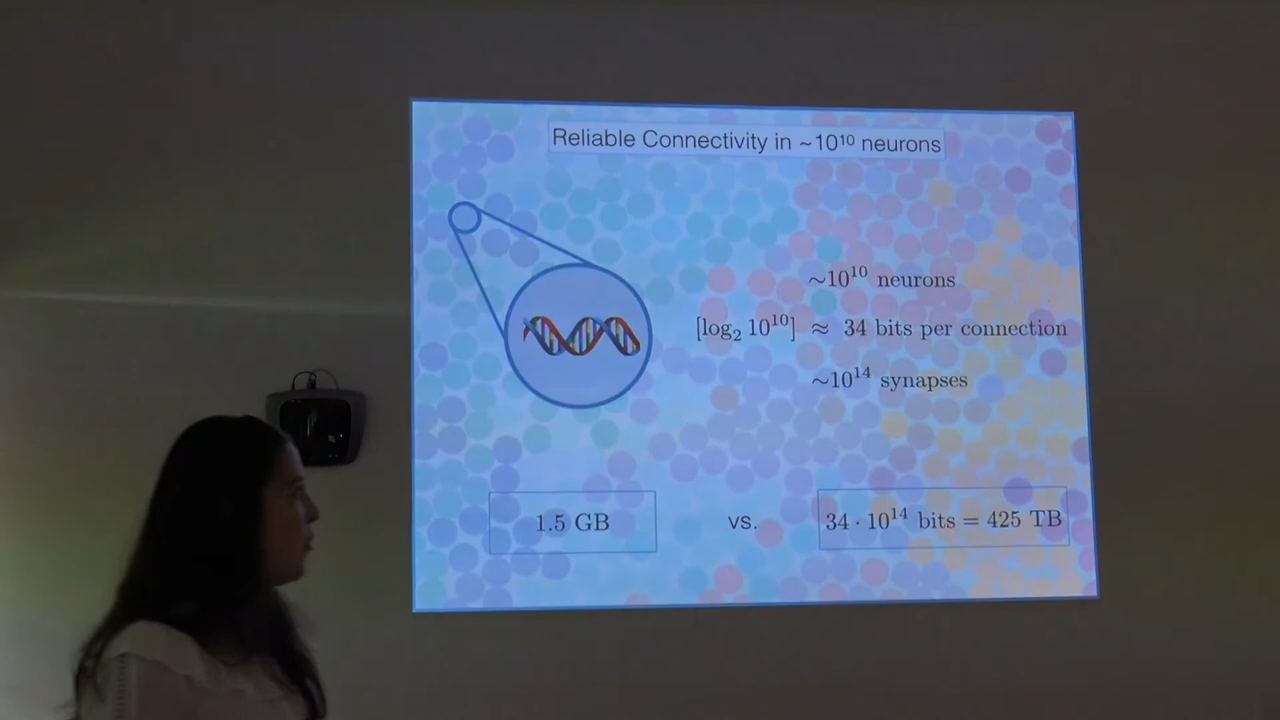 Reliable Connectivity in ~10¹⁰ neurons
~10¹⁰ neurons
[log₂ 10¹⁰] ≈ 34 bits per connection
~10¹⁴ synapses
1.5 GB vs. 34 · 10¹⁴ bits = 425 TB